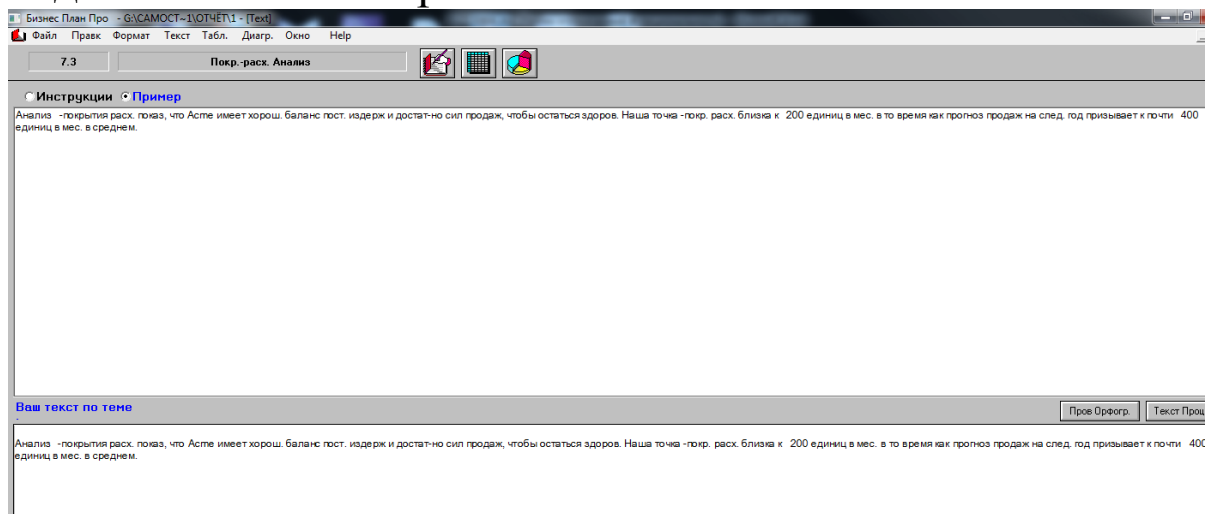 Бизнес План Про - G:\САМОСТ~1\ОТЧЁТ\1 - [Text]
Файл Правк Формат Текст Табл. Диагр. Окно Help
7.3 Покр.-расх. Анализ
Инструкции Пример
Анализ -покрытия расх. показ, что Acme имеет хорош. баланс пост. издерж и достат-но сил продаж, чтобы остаться здоров. Наша точка -покр. расх. близка к 200 единиц в мес. в то время как прогноз продаж на след. год призывает к почти 400
единиц в мес. в среднем.
Ваш текст по теме
Пров Орфогр. Текст Проц
Анализ -покрытия расх. показ, что Acme имеет хорош. баланс пост. издерж и достат-но сил продаж, чтобы остаться здоров. Наша точка -покр. расх. близка к 200 единиц в мес. в то время как прогноз продаж на след. год призывает к почти 400
единиц в мес. в среднем.